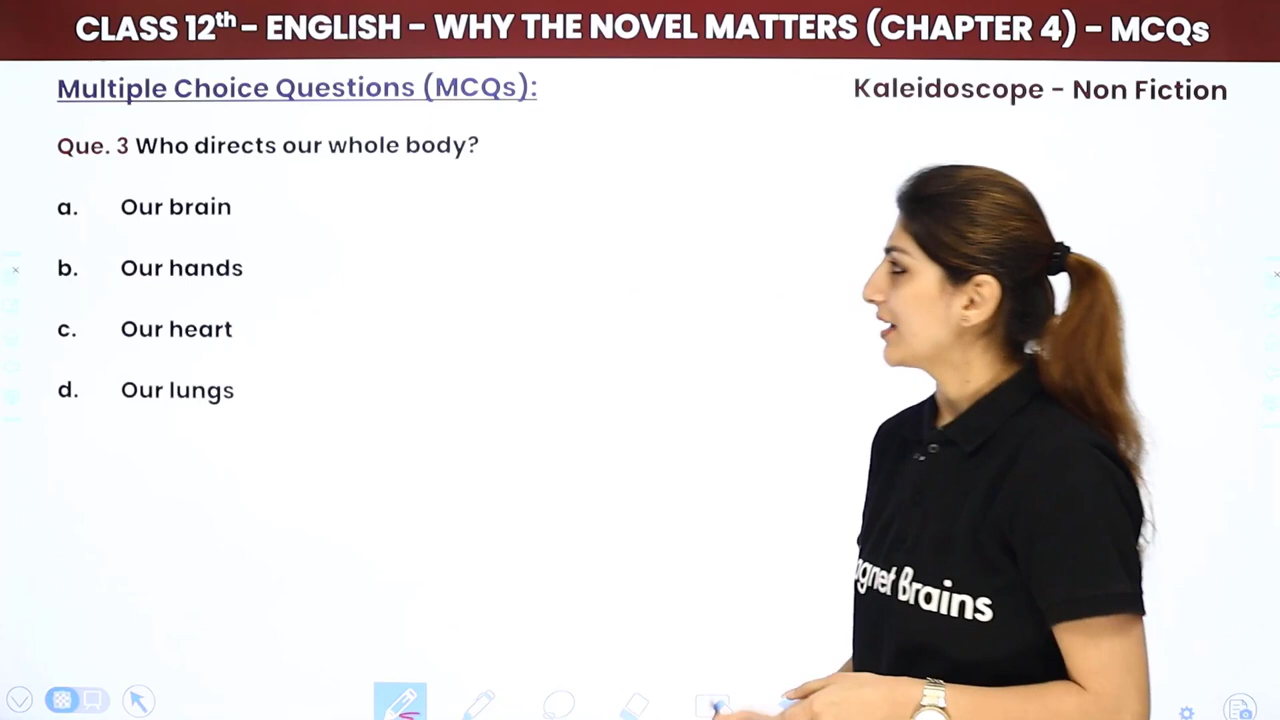 CLASS 12th - ENGLISH - WHY THE NOVEL MATTERS (CHAPTER 4) - MCQs
Multiple Choice Questions (MCQs):
Kaleidoscope - Non Fiction
Que. 3 Who directs our whole body?
a. Our brain
b. Our hands
c. Our heart
d. Our lungs
Brains